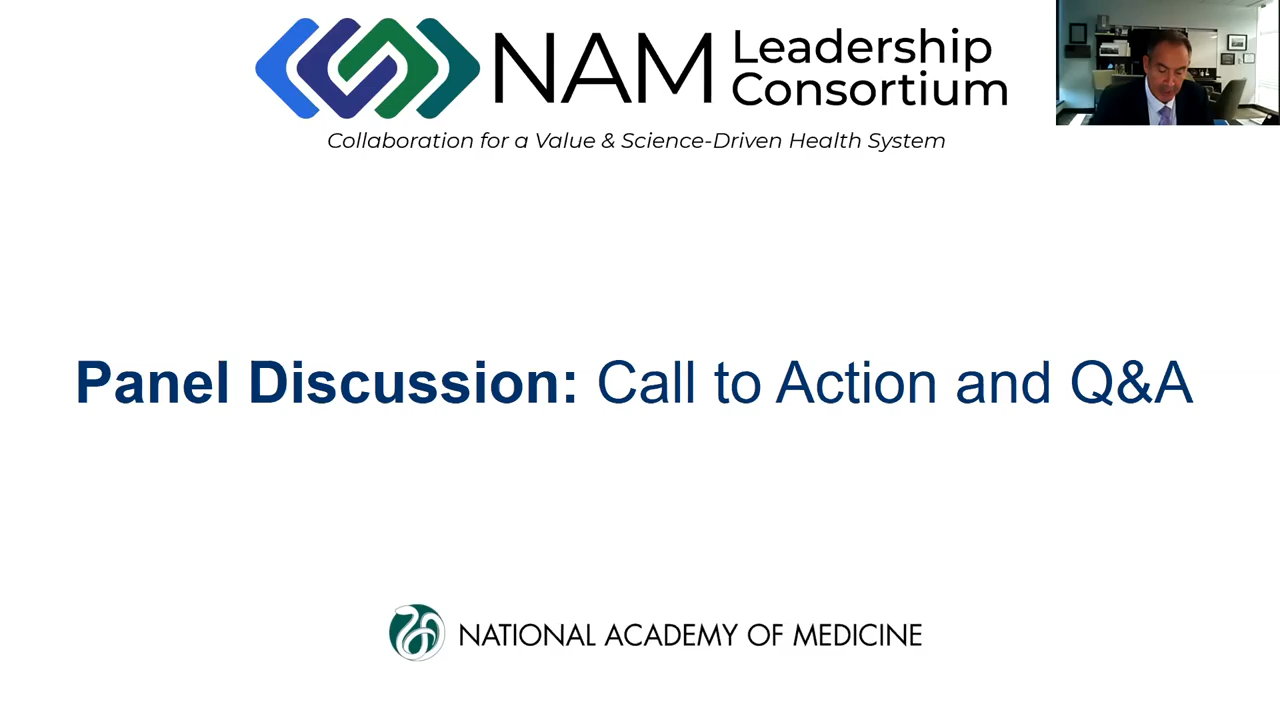 NAM Leadership
Consortium
Collaboration for a Value & Science-Driven Health System
Panel Discussion: Call to Action and Q&A
NATIONAL ACADEMY OF MEDICINE